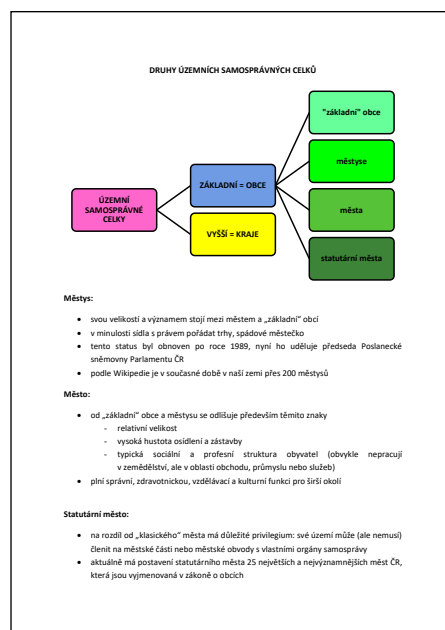 DRUHY ÚZEMNÍCH SAMOSPRÁVNÝCH CELKŮ
ÚZEMNÍ
SAMOSPRÁVNÉ
CELKY
ZÁKLADNÍ = OBCE
VYŠŠÍ = KRAJE
"základní" obce
městyse
města
statutární města
Městys:
• svou velikostí a významem stojí mezi městem a „základní“ obcí
• v minulosti sídla s právem pořádat trhy, spádové městečko
• tento status byl obnoven po roce 1989, nyní ho uděluje předseda Poslanecké
sněmovny Parlamentu ČR
• podle Wikipedie je v současné době v naší zemi přes 200 městysů
Město:
• od „základní“ obce a městysu se odlišuje především těmito znaky
- relativní velikost
- vysoká hustota osídlení a zástavby
- typická sociální a profesní struktura obyvatel (obvykle nepracují
v zemědělství, ale v oblasti obchodu, průmyslu nebo služeb)
• plní správní, zdravotnickou, vzdělávací a kulturní funkci pro širší okolí
Statutární město:
• na rozdíl od „klasického“ města má důležité privilegium: své území může (ale nemusí)
členit na městské části nebo městské obvody s vlastními orgány samosprávy
• aktuálně má postavení statutárního města 25 největších a nejvýznamnějších měst ČR,
která jsou vyjmenovaná v zákoně o obcích